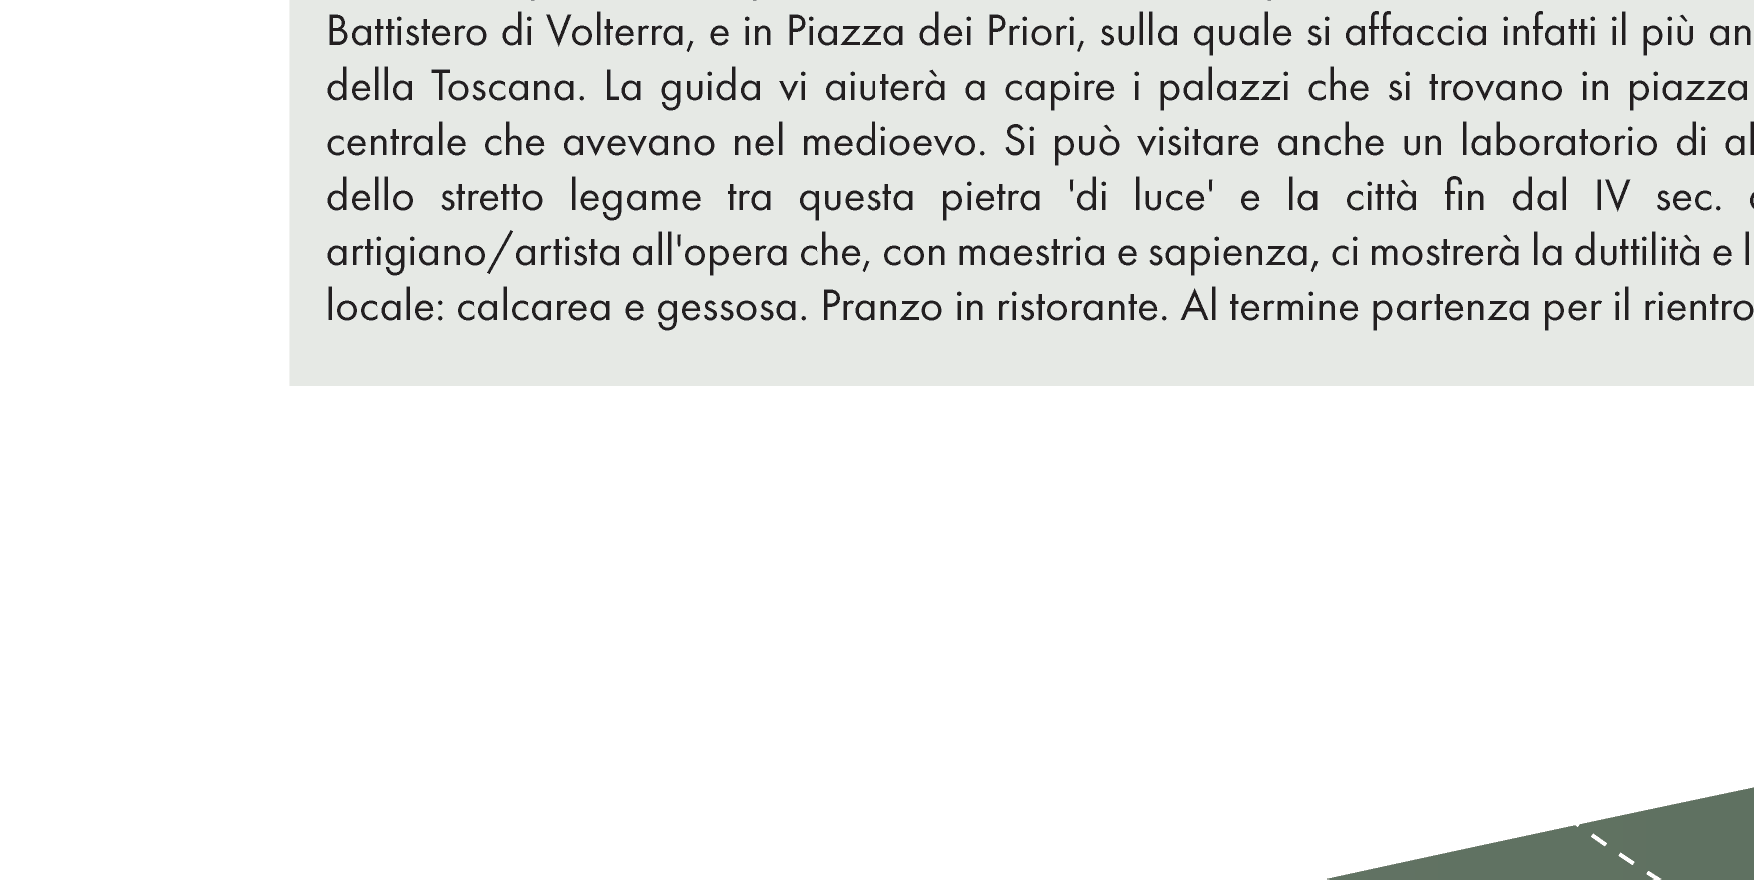 Battistero di Volterra, e in Piazza dei Priori, sulla quale si affaccia infatti il più an
della Toscana. La guida vi aiuterà a capire i palazzi che si trovano in piazza
centrale che avevano nel medioevo. Si può visitare anche un laboratorio di al
dello stretto legame tra questa pietra 'di luce' e la città fin dal IV sec.
artigiano/artista all'opera che, con maestria e sapienza, ci mostrerà la duttilità e l
locale: calcarea e gessosa. Pranzo in ristorante. Al termine partenza per il rientro